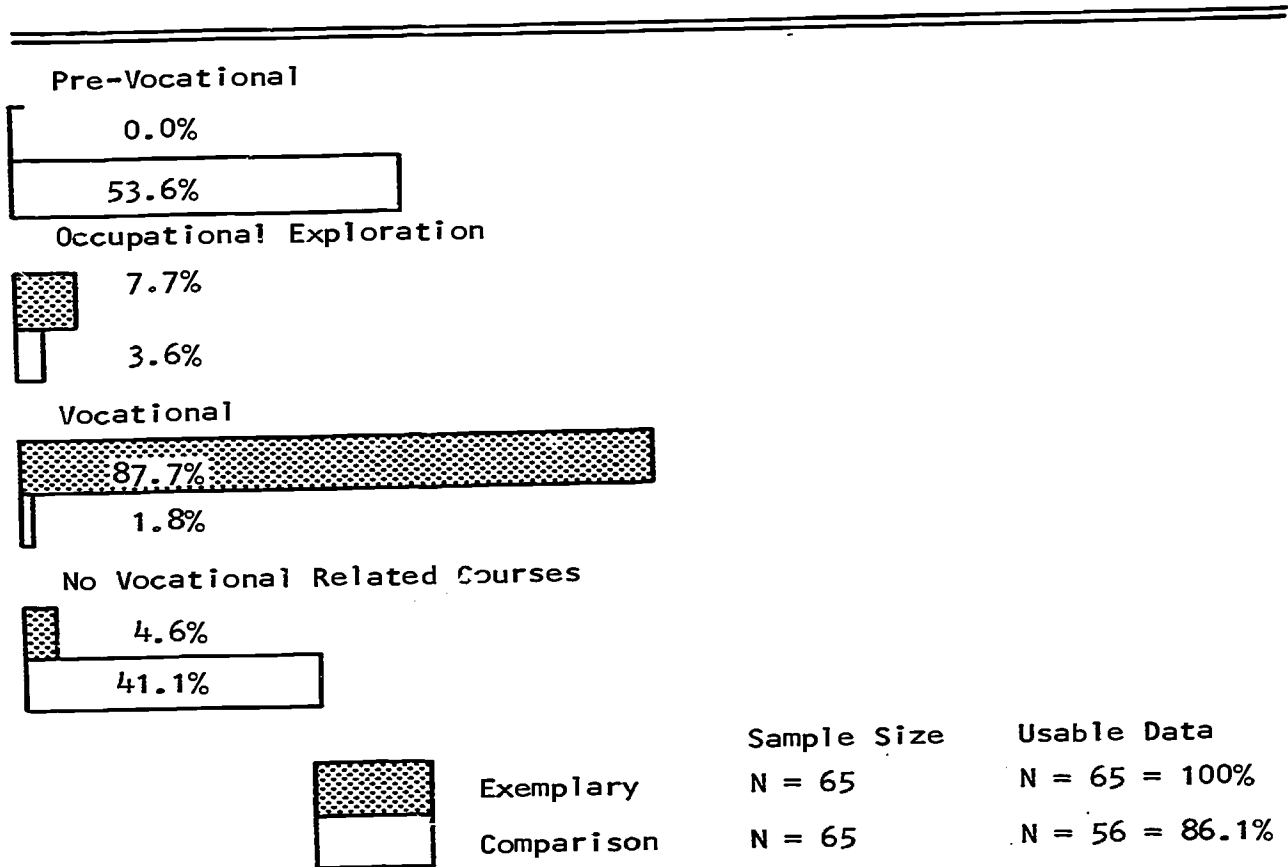 Pre-Vocational
0.0%
53.6%
Occupational Exploration
7.7%
3.6%
Vocational
87.7%
1.8%
No Vocational Related Courses
4.6%
41.1%
Sample Size Usable Data
Exemplary N = 65 N = 65 = 100%
Comparison N = 65 N = 56 = 86.1%